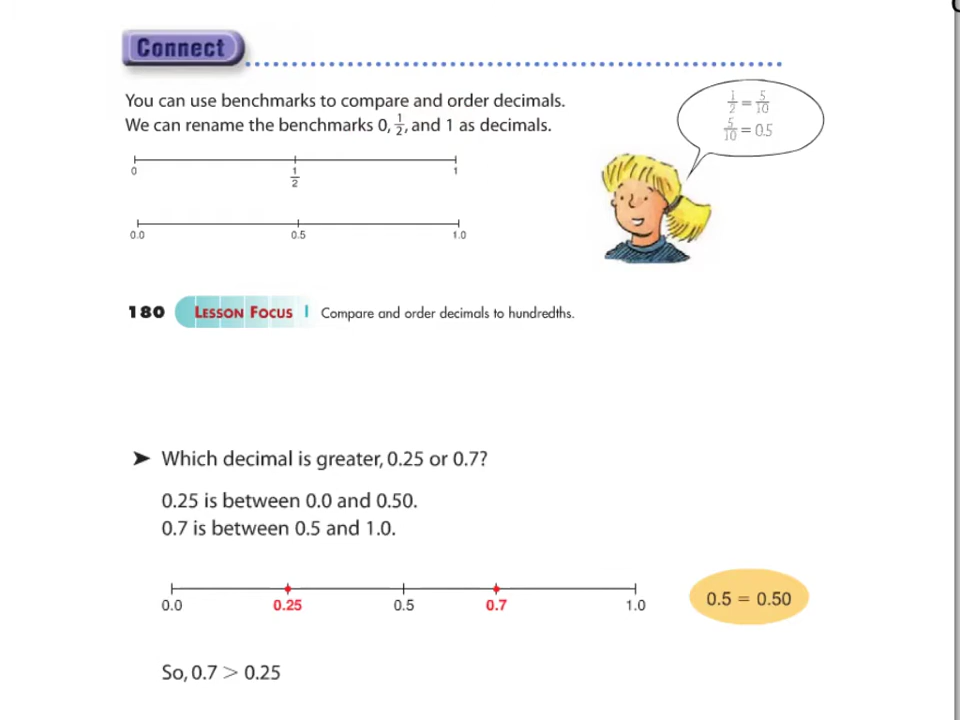 Connect
You can use benchmarks to compare and order decimals.
We can rename the benchmarks 0, 1/2, and 1 as decimals.
1/2 = 5/10
5/10 = 0.5
0 1/2 1
0.0 0.5 1.0
180 LESSON FOCUS | Compare and order decimals to hundredths.
➤ Which decimal is greater, 0.25 or 0.7?
0.25 is between 0.0 and 0.50.
0.7 is between 0.5 and 1.0.
0.0 0.25 0.5 0.7 1.0
0.5 = 0.50
So, 0.7 > 0.25